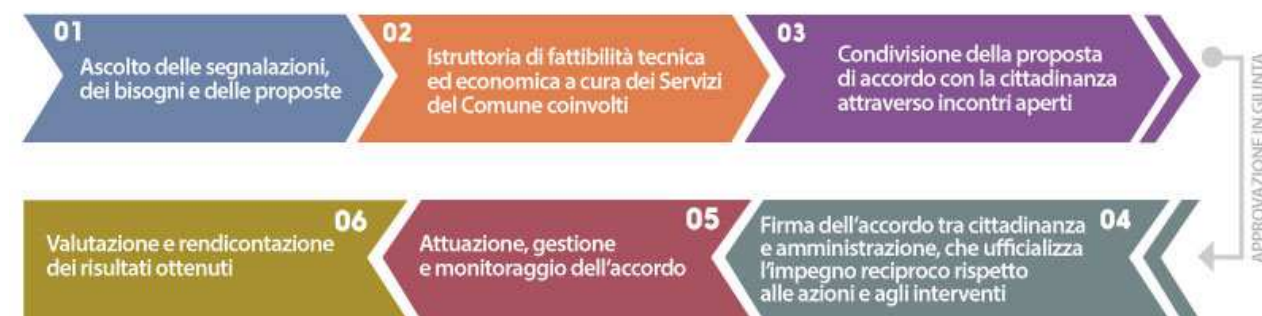 01
Ascolto delle segnalazioni,
dei bisogni e delle proposte
02
Istruttoria di fattibilità tecnica
ed economica a cura dei Servizi
del Comune coinvolti
03
Condivisione della proposta
di accordo con la cittadinanza
attraverso incontri aperti
APPROVAZIONE IN GIUNTA
04
Firma dell'accordo tra cittadinanza
e amministrazione, che ufficializza
l'impegno reciproco rispetto
alle azioni e agli interventi
05
Attuazione, gestione
e monitoraggio dell'accordo
06
Valutazione e rendicontazione
dei risultati ottenuti